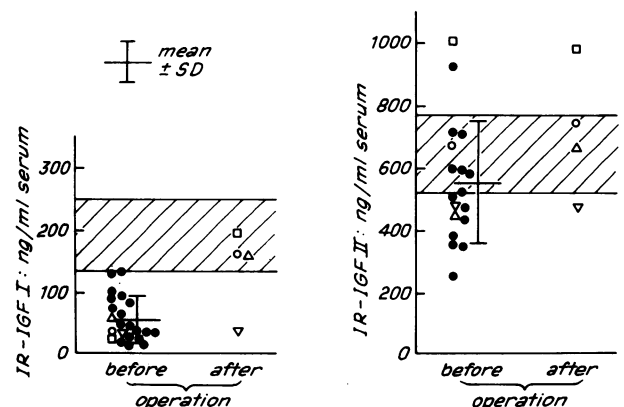 mean
± SD
IR-IGF I : ng/ml serum
300
200
100
0
before
after
operation
IR-IGF II : ng/ml serum
1000
800
600
400
200
0
before
after
operation